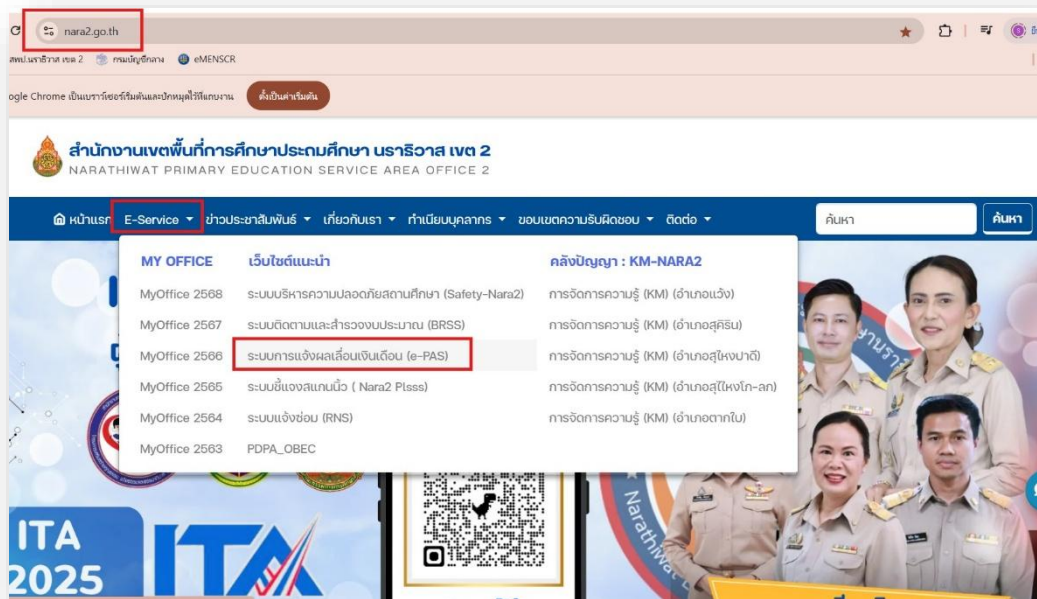 nara2.go.th
สพป.นราธิวาส เขต 2 กรมบัญชีกลาง eMENSCR
ogle Chrome เป็นเบราว์เซอร์เริ่มต้นและปักหมุดไว้ที่แถบงาน ตั้งเป็นค่าเริ่มต้น
สำนักงานเขตพื้นที่การศึกษาประถมศึกษา นราธิวาส เขต 2
NARATHIWAT PRIMARY EDUCATION SERVICE AREA OFFICE 2
หน้าแรก E-Service ข่าวประชาสัมพันธ์ เกี่ยวกับเรา ทำเนียบบุคลากร ขอบเขตความรับผิดชอบ ติดต่อ ค้นหา ค้นหา
MY OFFICE เว็บไซต์แนะนำ คลังปัญญา : KM-NARA2
MyOffice 2568 ระบบริหารความปลอดภัยสถานศึกษา (Safety-Nara2) การจัดการความรู้ (KM) (อำเภอแว้ง)
MyOffice 2567 ระบบติดตามและสำรวจงบประมาณ (BRSS) การจัดการความรู้ (KM) (อำเภอสุคิริน)
MyOffice 2566 ระบบการแจ้งผลเลื่อนเงินเดือน (e-PAS) การจัดการความรู้ (KM) (อำเภอสุไหงปาดี)
MyOffice 2565 ระบบชี้แจงสแกนนิ้ว ( Nara2 Plsss) การจัดการความรู้ (KM) (อำเภอสุไหงโก-ลก)
MyOffice 2564 ระบบแจ้งซ่อม (RNS) การจัดการความรู้ (KM) (อำเภอตากใบ)
MyOffice 2563 PDPA_OBEC
ITA
2025
ITA